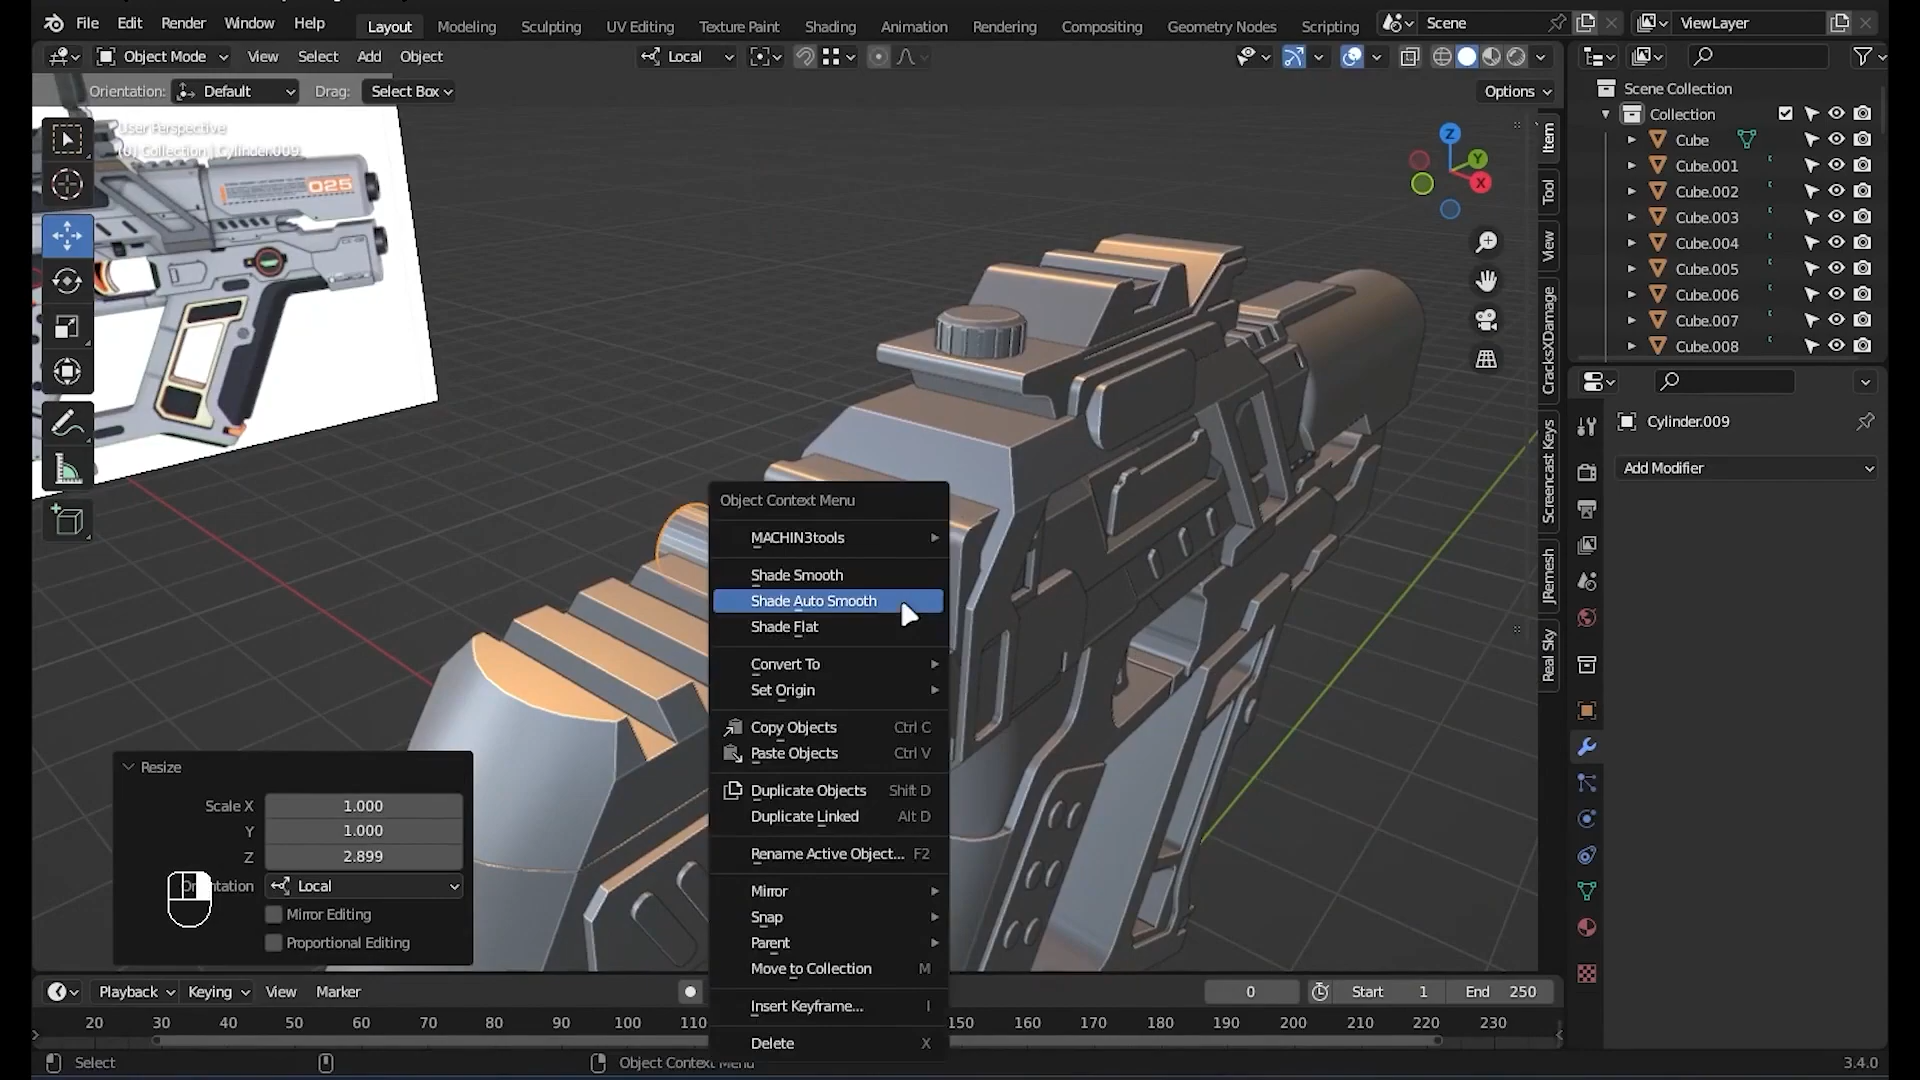 File Edit Render Window Help
Layout Modeling Sculpting UV Editing Texture Paint Shading Animation Rendering Compositing Geometry Nodes Scripting
Scene
ViewLayer
Object Mode View Select Add Object
Local
Orientation: Default Drag: Select Box
Options
User Perspective
(0) Collection | Cylinder.009
025
Z
Y
X
Item
Tool
View
CracksXDamage
Screencast Keys
JRemesh
Real Sky
Scene Collection
Collection
Cube
Cube.001
Cube.002
Cube.003
Cube.004
Cube.005
Cube.006
Cube.007
Cube.008
Cylinder.009
Add Modifier
Object Context Menu
MACHIN3tools
Shade Smooth
Shade Auto Smooth
Shade Flat
Convert To
Set Origin
Copy Objects Ctrl C
Paste Objects Ctrl V
Duplicate Objects Shift D
Duplicate Linked Alt D
Rename Active Object... F2
Mirror
Snap
Parent
Move to Collection M
Insert Keyframe... I
Delete X
Resize
Scale X 1.000
Y 1.000
Z 2.899
Local
Mirror Editing
Proportional Editing
Playback Keying View Marker
0 Start 1 End 250
20 30 40 50 60 70 80 90 100 110 150 160 170 180 190 200 210 220 230
Select
Object Context Menu
3.4.0